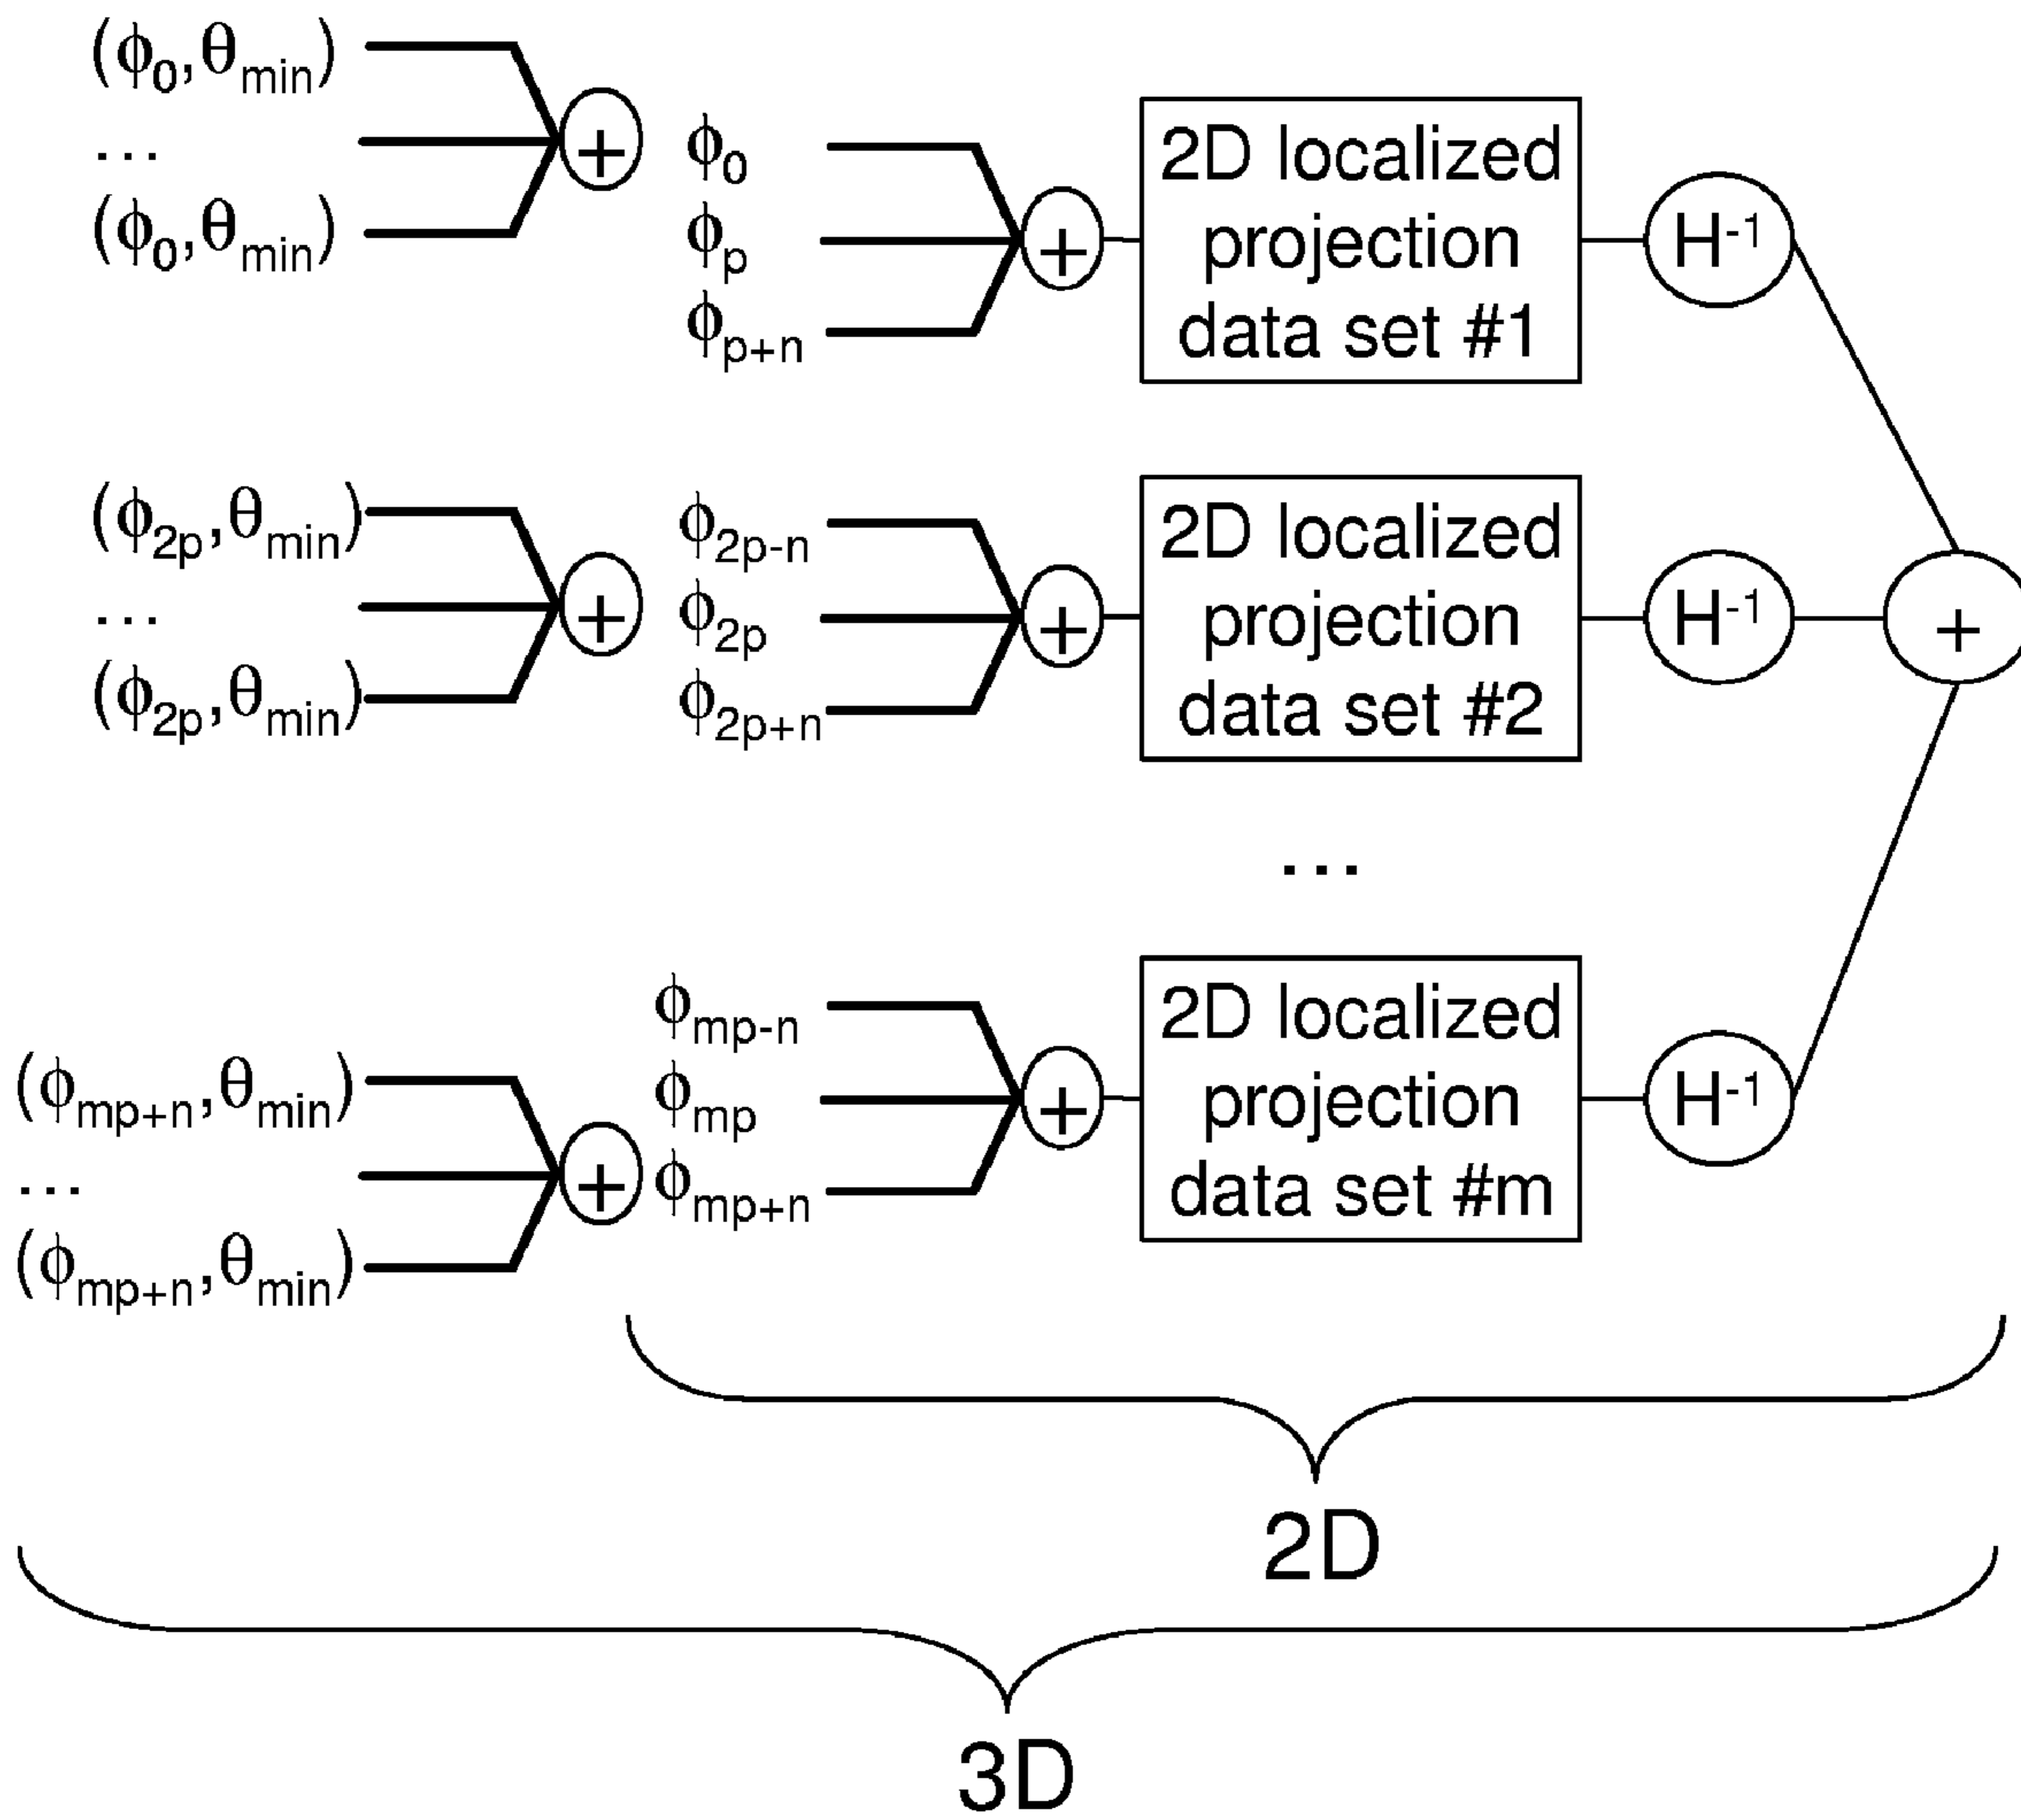 (ϕ0,θmin)
...
(ϕ0,θmin)
+
ϕ0
ϕp
ϕp+n
+
2D localized
projection
data set #1
H-1
(ϕ2p,θmin)
...
(ϕ2p,θmin)
+
ϕ2p-n
ϕ2p
ϕ2p+n
+
2D localized
projection
data set #2
H-1
+
...
(ϕmp+n,θmin)
...
(ϕmp+n,θmin)
+
ϕmp-n
ϕmp
ϕmp+n
+
2D localized
projection
data set #m
H-1
2D
3D